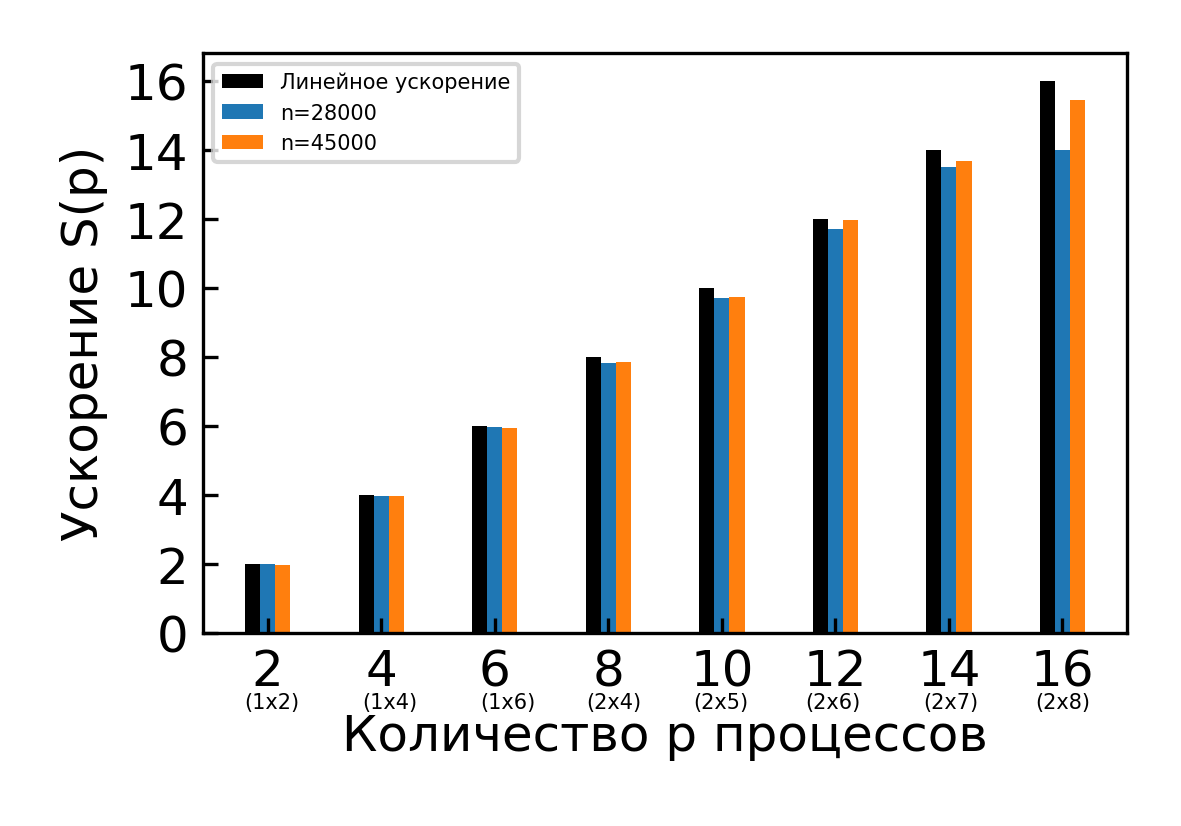 Линейное ускорение
n=28000
n=45000
Ускорение S(p)
16
14
12
10
8
6
4
2
0
2 4 6 8 10 12 14 16
(1x2) (1x4) (1x6) (2x4) (2x5) (2x6) (2x7) (2x8)
Количество p процессов